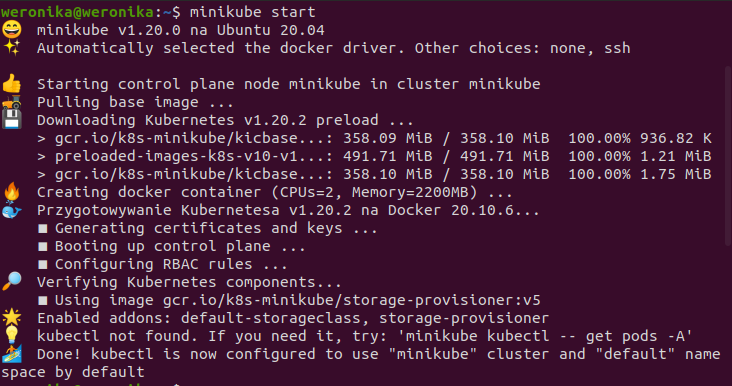 weronika@weronika:~$ minikube start
😄 minikube v1.20.0 na Ubuntu 20.04
✨ Automatically selected the docker driver. Other choices: none, ssh
👍 Starting control plane node minikube in cluster minikube
🚜 Pulling base image ...
💾 Downloading Kubernetes v1.20.2 preload ...
> gcr.io/k8s-minikube/kicbase...: 358.09 MiB / 358.10 MiB 100.00% 936.82 K
> preloaded-images-k8s-v10-v1...: 491.71 MiB / 491.71 MiB 100.00% 1.21 MiB
> gcr.io/k8s-minikube/kicbase...: 358.10 MiB / 358.10 MiB 100.00% 1.75 MiB
🔥 Creating docker container (CPUs=2, Memory=2200MB) ...
🐳 Przygotowywanie Kubernetesa v1.20.2 na Docker 20.10.6...
▪ Generating certificates and keys ...
▪ Booting up control plane ...
▪ Configuring RBAC rules ...
🔎 Verifying Kubernetes components...
▪ Using image gcr.io/k8s-minikube/storage-provisioner:v5
🌟 Enabled addons: default-storageclass, storage-provisioner
💡 kubectl not found. If you need it, try: 'minikube kubectl -- get pods -A'
🏄 Done! kubectl is now configured to use "minikube" cluster and "default" name
space by default